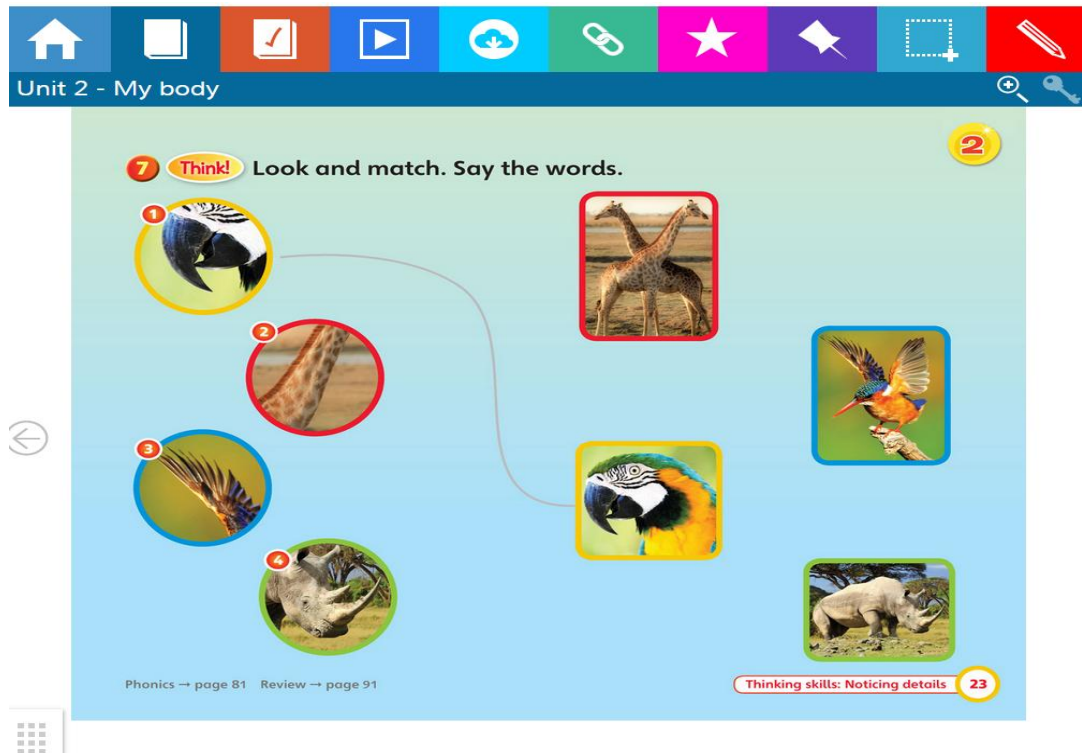 Unit 2 - My body
2
7 Think! Look and match. Say the words.
1
2
3
4
Phonics → page 81 Review → page 91
Thinking skills: Noticing details 23